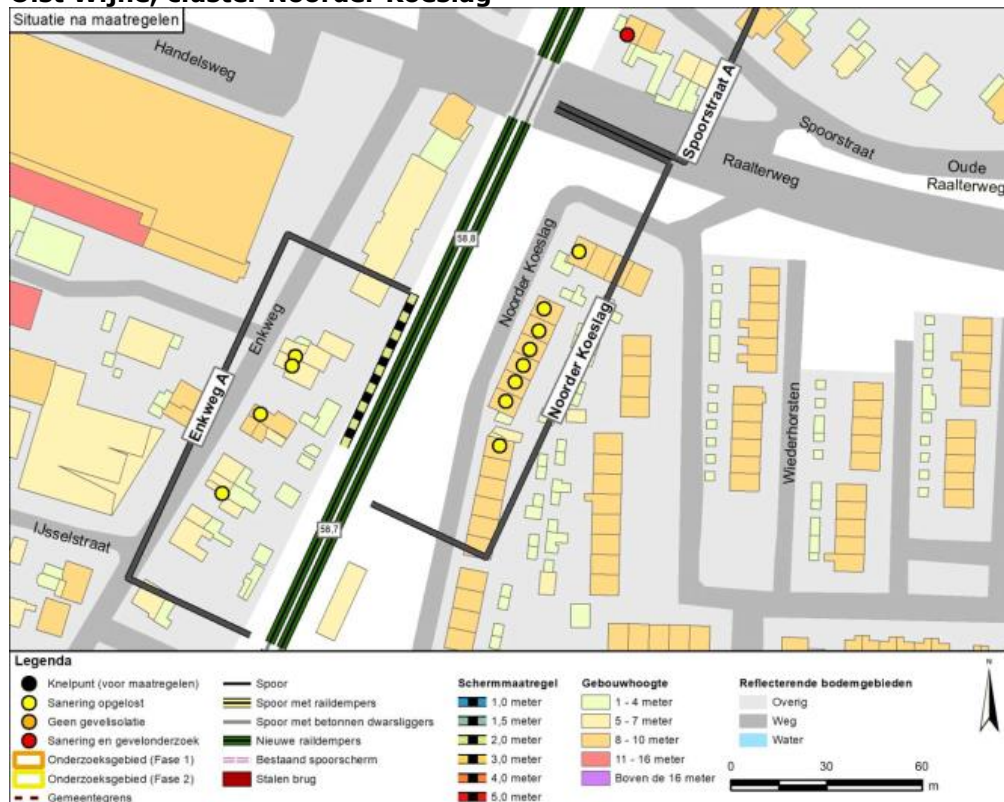 Olst Wijhe, cluster Noorder Koeslag
Situatie na maatregelen
Handelsweg
Spoorstraat A
Spoorstraat
Oude
Raalterweg
Raalterweg
58,8
Noorder Koeslag
Enkweg
Noorder Koeslag
Enkweg A
Wiederhorsten
58,7
IJsselstraat
Legenda
Knelpunt (voor maatregelen)
Sanering opgelost
Geen gevelisolatie
Sanering en gevelonderzoek
Onderzoeksgebied (Fase 1)
Onderzoeksgebied (Fase 2)
Gemeentegrens
Spoor
Spoor met raildempers
Spoor met betonnen dwarsliggers
Nieuwe raildempers
Bestaand spoorscherm
Stalen brug
Schermmaatregel
1,0 meter
1,5 meter
2,0 meter
3,0 meter
4,0 meter
5,0 meter
Gebouwhoogte
1 - 4 meter
5 - 7 meter
8 - 10 meter
11 - 16 meter
Boven de 16 meter
Reflecterende bodemgebieden
Overig
Weg
Water
N
0 30 60
m